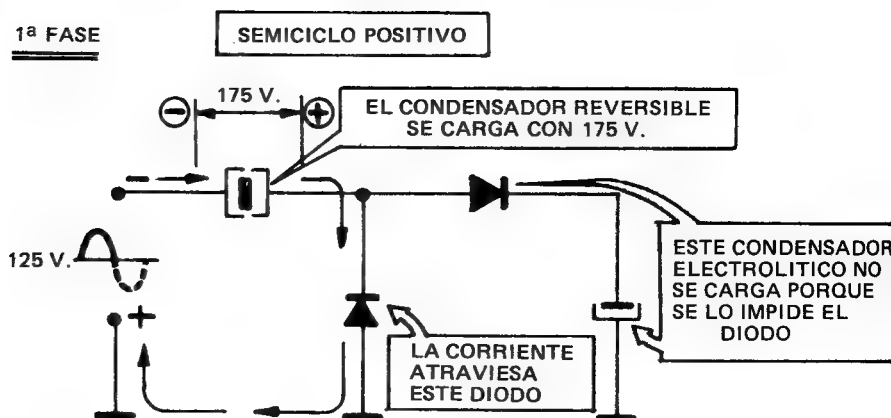 1ª FASE
SEMICICLO POSITIVO
− 175 V. +
EL CONDENSADOR REVERSIBLE
SE CARGA CON 175 V.
−
125 V.
+
ESTE CONDENSADOR
ELECTROLITICO NO
SE CARGA PORQUE
SE LO IMPIDE EL
DIODO
LA CORRIENTE
ATRAVIESA
ESTE DIODO